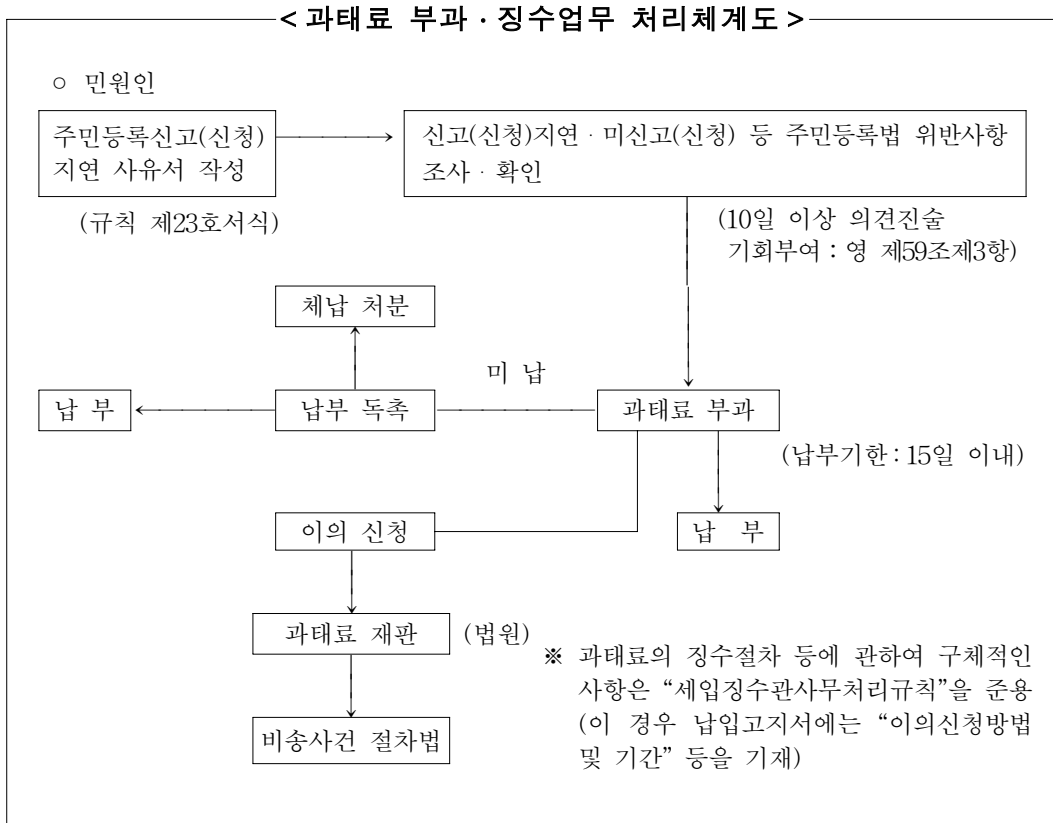 < 과태료 부과 · 징수업무 처리체계도 >
○ 민원인
주민등록신고(신청)
지연 사유서 작성
신고(신청)지연 · 미신고(신청) 등 주민등록법 위반사항
조사 · 확인
(규칙 제23호서식)
(10일 이상 의견진술
기회부여 : 영 제59조제3항)
체납 처분
미 납
납 부
납부 독촉
과태료 부과
(납부기한 : 15일 이내)
이의 신청
납 부
과태료 재판
(법원)
비송사건 절차법
※ 과태료의 징수절차 등에 관하여 구체적인
사항은 “세입징수관사무처리규칙”을 준용
(이 경우 납입고지서에는 “이의신청방법
및 기간” 등을 기재)